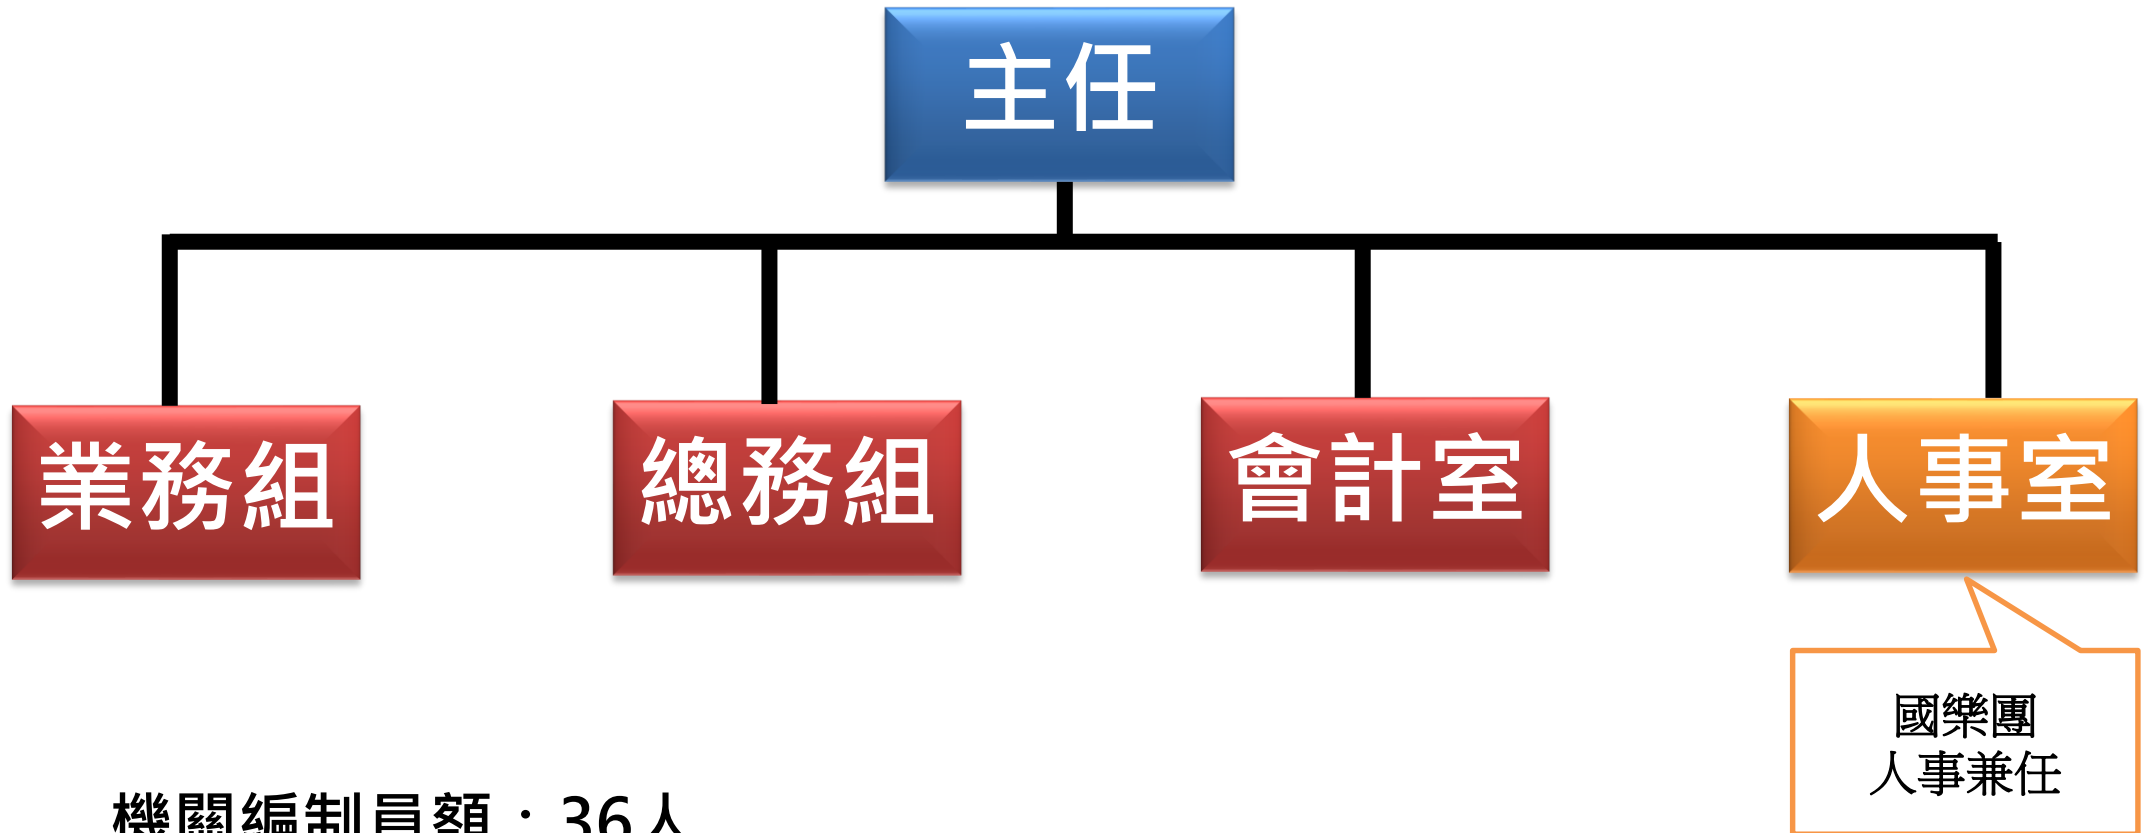 主任
業務組
總務組
會計室
人事室
國樂團
人事兼任
機關編制員額：36人